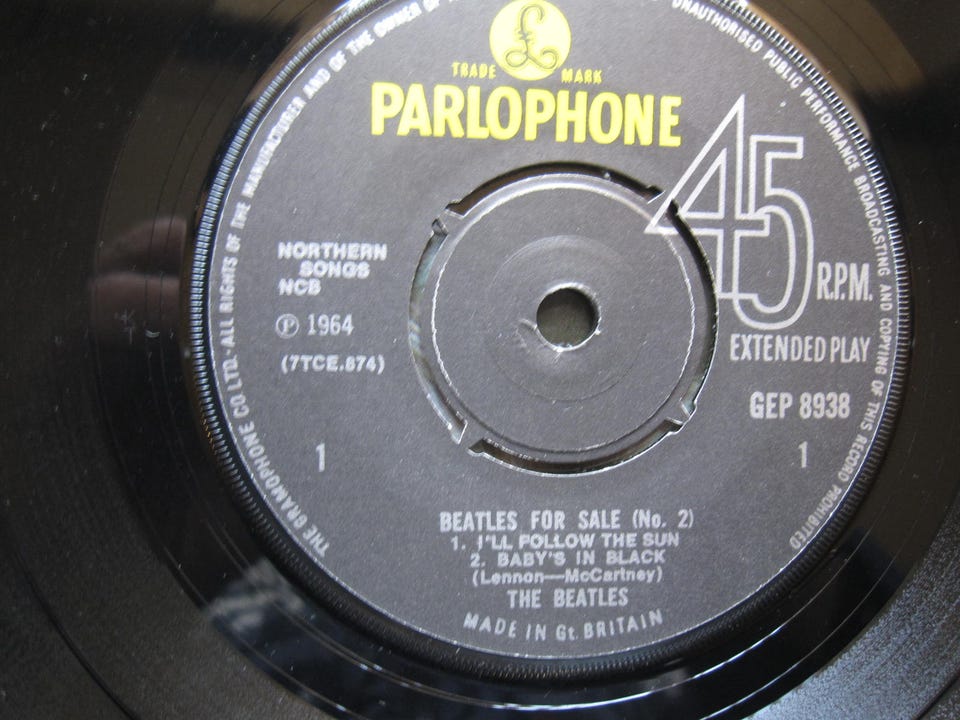 THE GRAMOPHONE CO LTD.·ALL RIGHTS OF THE MANUFACTURER AND OF THE OWNER OF
UNAUTHORISED PUBLIC PERFORMANCE BROADCASTING AND COPYING OF THIS RECORD PROHIBITED
£
TRADE MARK
PARLOPHONE
45
R.P.M.
EXTENDED PLAY
GEP 8938
1
NORTHERN
SONGS
NCB
Ⓟ 1964
(7TCE.874)
1
BEATLES FOR SALE (No. 2)
1. I'LL FOLLOW THE SUN
2. BABY'S IN BLACK
(Lennon—McCartney)
THE BEATLES
MADE IN Gt. BRITAIN